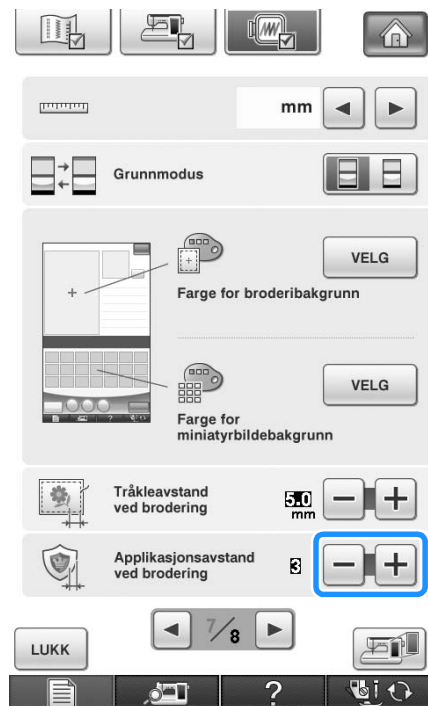 mm
Grunnmodus
VELG
Farge for broderibakgrunn
VELG
Farge for
miniatyrbildebakgrunn
Tråkleavstand
ved brodering
5.0
mm
Applikasjonsavstand
ved brodering
3
7/8
LUKK
?